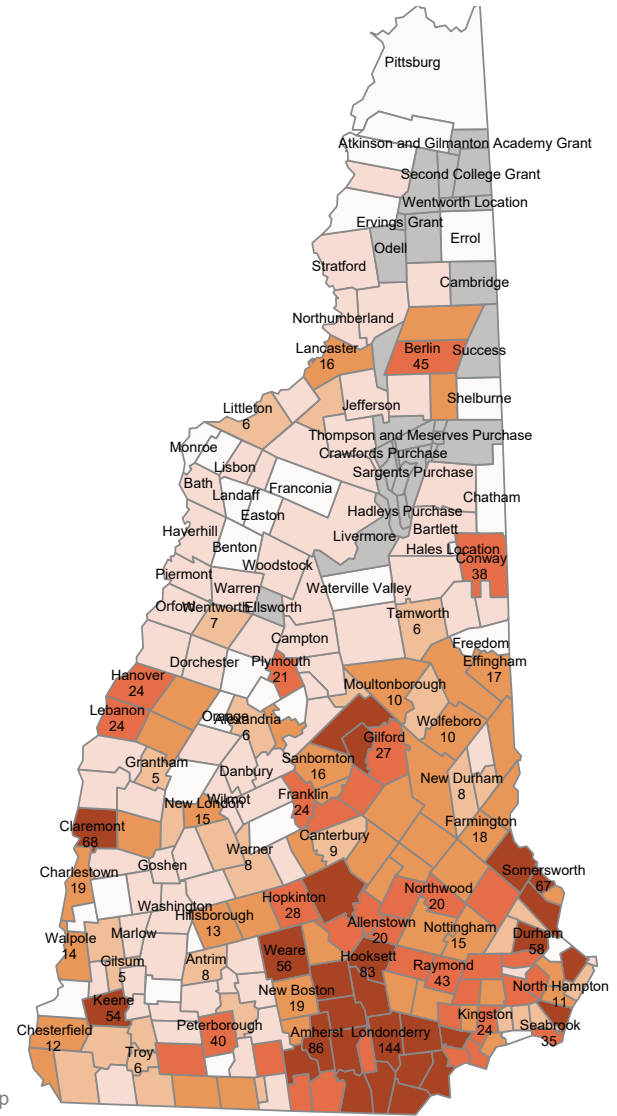 Pittsburg
Atkinson and Gilmanton Academy Grant
Second College Grant
Wentworth Location
Ervings Grant
Errol
Odell
Stratford
Cambridge
Northumberland
Lancaster
16
Berlin
45
Success
Shelburne
Jefferson
Littleton
6
Thompson and Meserves Purchase
Monroe
Crawfords Purchase
Lisbon
Sargents Purchase
Bath
Franconia
Landaff
Chatham
Hadleys Purchase
Easton
Haverhill
Bartlett
Livermore
Benton
Hales Location
Conway
38
Woodstock
Piermont
Warren
Waterville Valley
Orford
Wentworth
7
Ellsworth
Tamworth
6
Campton
Freedom
Dorchester
Plymouth
21
Effingham
17
Hanover
24
Moultonborough
10
Lebanon
24
Orange
Alexandria
6
Wolfeboro
10
Gilford
27
Sanbornton
16
Grantham
5
Danbury
New Durham
8
Franklin
24
Wilmot
New London
15
Farmington
18
Claremont
68
Canterbury
9
Warner
8
Goshen
Charlestown
19
Somersworth
67
Northwood
20
Hopkinton
28
Washington
Hillsborough
13
Allenstown
20
Nottingham
15
Marlow
Durham
58
Walpole
14
Weare
56
Hooksett
83
Gilsum
5
Antrim
8
Raymond
43
North Hampton
11
New Boston
19
Keene
54
Kingston
24
Seabrook
35
Peterborough
40
Chesterfield
12
Amherst
86
Londonderry
144
Troy
6
p